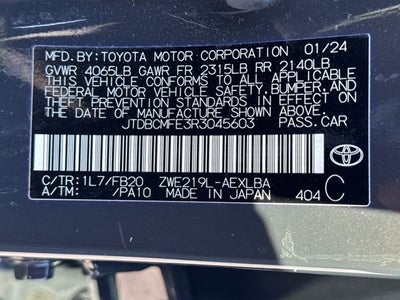 MFD.BY:TOYOTA MOTOR CORPORATION 01/24
GVWR 4065LB GAWR FR 2315LB RR 2140LB
THIS VEHICLE CONFORMS TO ALL APPLICABLE
FEDERAL MOTOR VEHICLE SAFETY,BUMPER,AND
THEFT PREVENTION STANDARDS IN EFFECT ON
THE DATE OF MANUFACTURE SHOWN ABOVE.
JTDBCMFE3R3045603 PASS.CAR
C/TR:1L7/FB20 ZWE219L-AEXLBA
A/TM: /PA10 MADE IN JAPAN 404 C